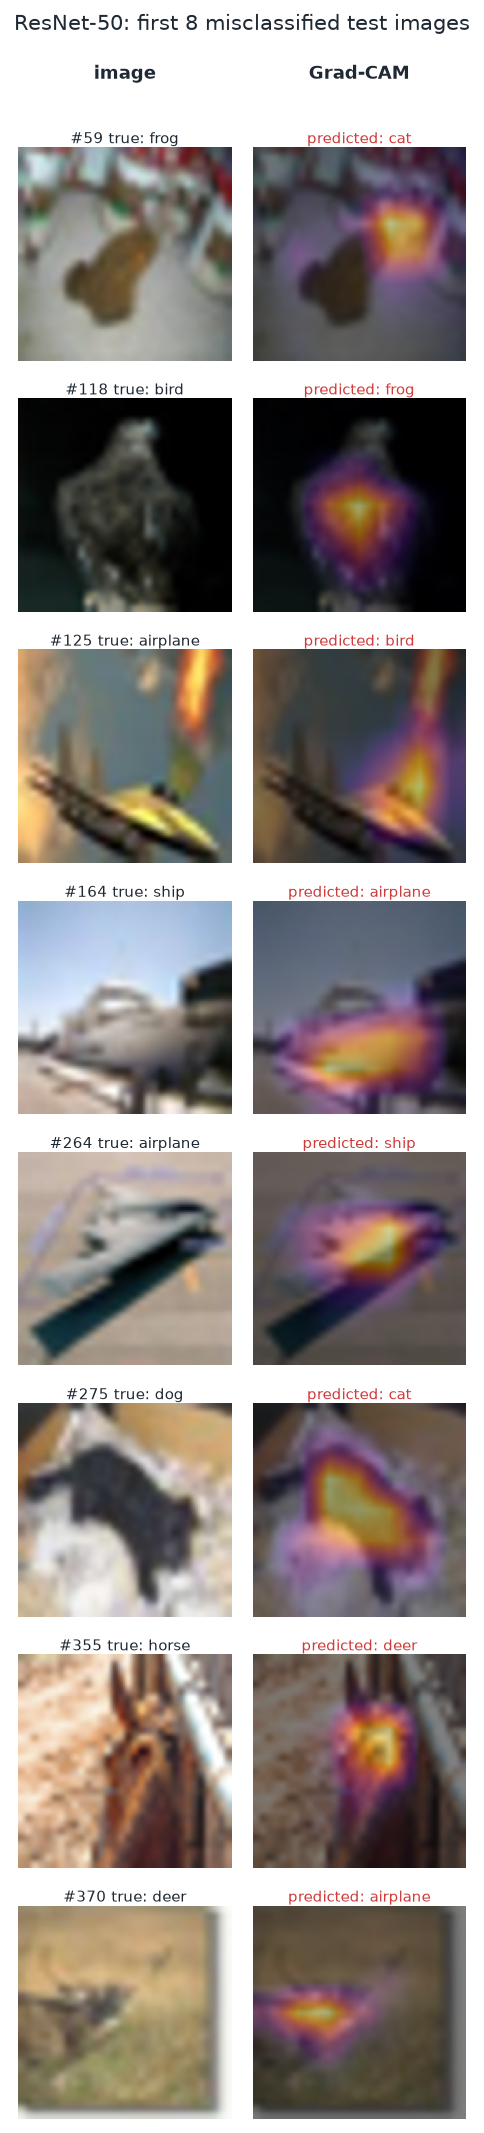 ResNet-50: first 8 misclassified test images
image Grad-CAM
#59 true: frog predicted: cat
#118 true: bird predicted: frog
#125 true: airplane predicted: bird
#164 true: ship predicted: airplane
#264 true: airplane predicted: ship
#275 true: dog predicted: cat
#355 true: horse predicted: deer
#370 true: deer predicted: airplane